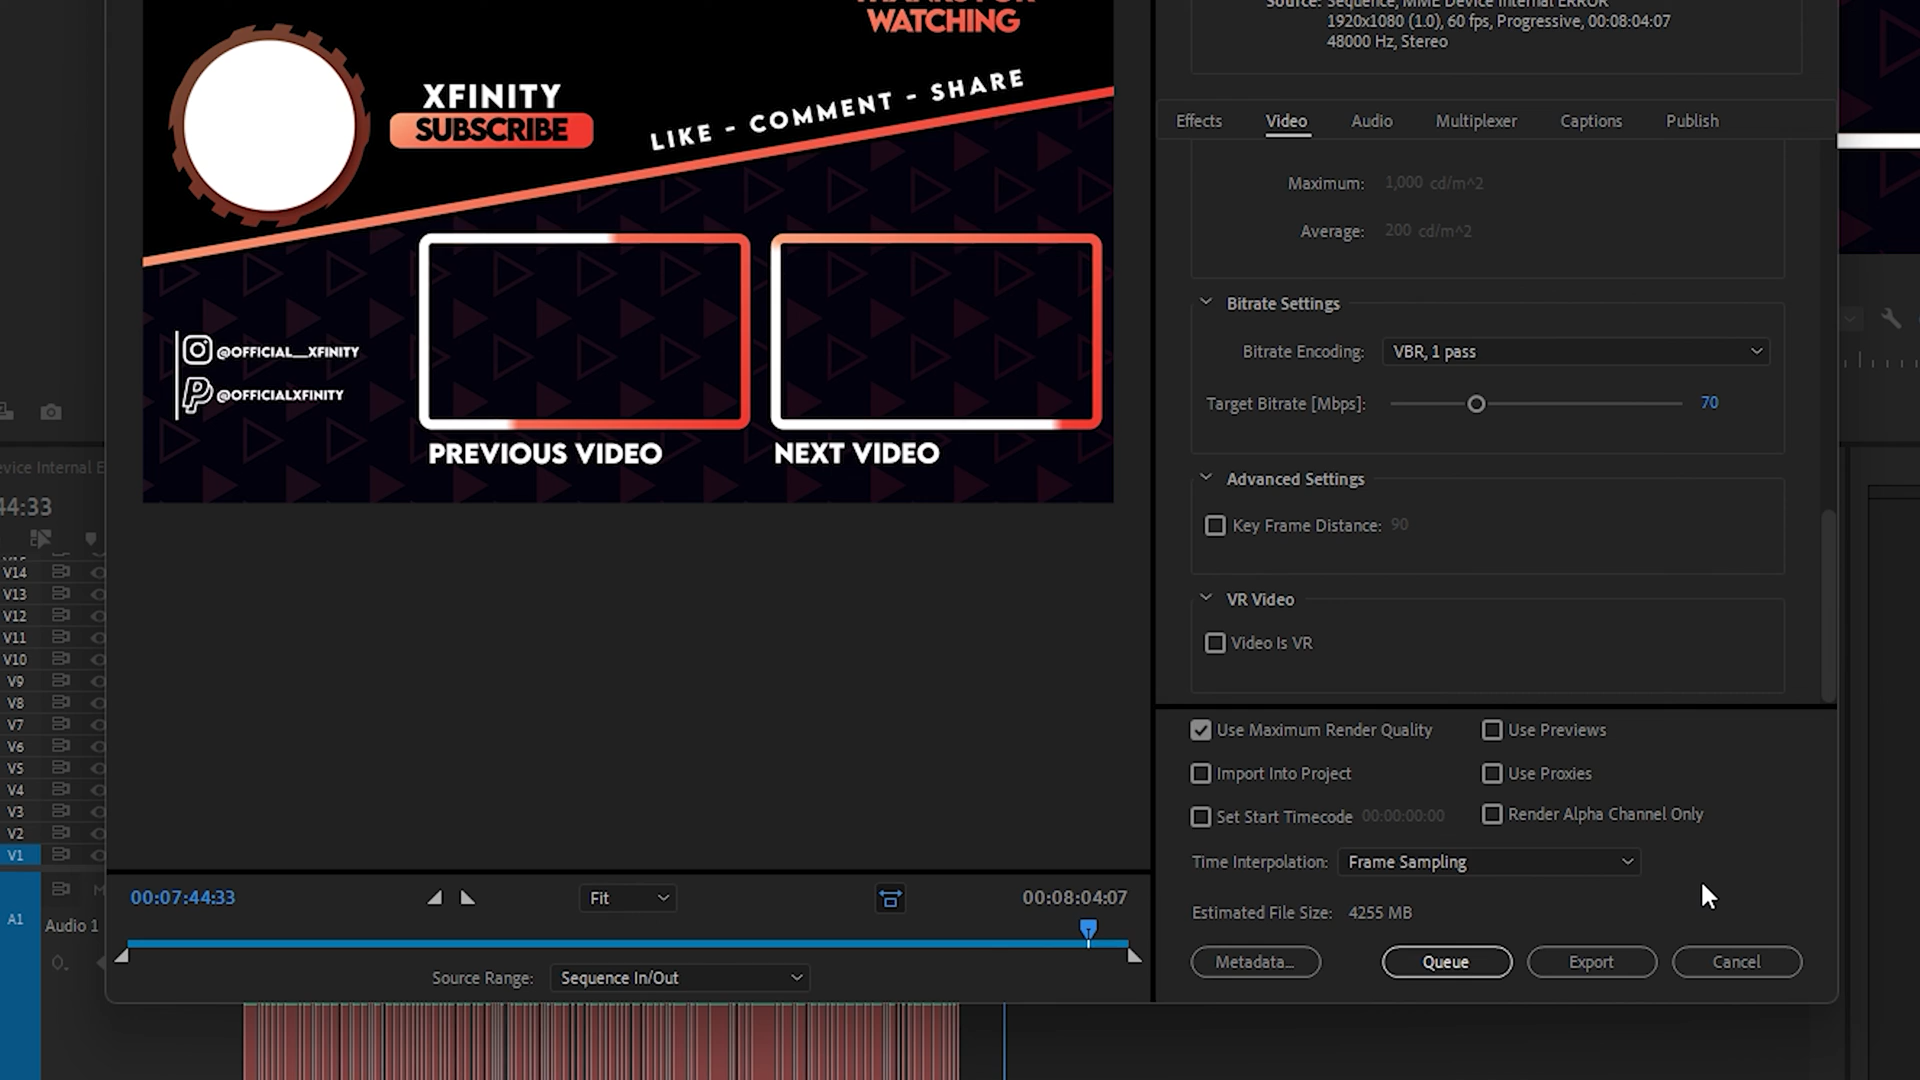 WATCHING
XFINITY
SUBSCRIBE
LIKE - COMMENT - SHARE
@OFFICIAL__XFINITY
@OFFICIALXFINITY
PREVIOUS VIDEO
NEXT VIDEO
Source: Sequence, MME Device Internal ERROR
1920x1080 (1.0), 60 fps, Progressive, 00:08:04:07
48000 Hz, Stereo
Effects
Video
Audio
Multiplexer
Captions
Publish
Maximum: 1,000 cd/m^2
Average: 200 cd/m^2
Bitrate Settings
Bitrate Encoding: VBR, 1 pass
Target Bitrate [Mbps]: 70
Advanced Settings
Key Frame Distance: 90
VR Video
Video Is VR
Use Maximum Render Quality
Use Previews
Import Into Project
Use Proxies
Set Start Timecode 00:00:00:00
Render Alpha Channel Only
Time Interpolation: Frame Sampling
Estimated File Size: 4255 MB
Metadata...
Queue
Export
Cancel
00:07:44:33
Fit
00:08:04:07
Source Range: Sequence In/Out
evice Internal E
44:33
V14
V13
V12
V11
V10
V9
V8
V7
V6
V5
V4
V3
V2
V1
A1
M
Audio 1